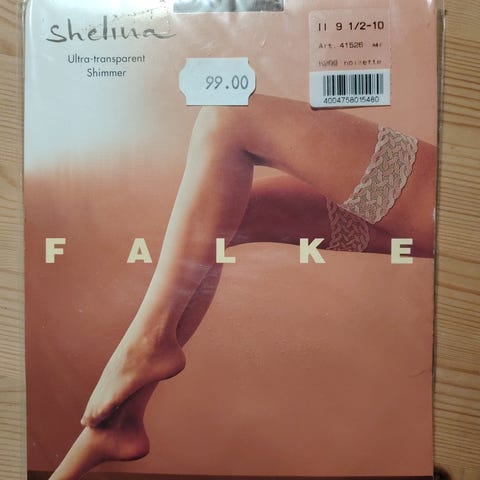 Shelina
Ultra-transparent
Shimmer
99.00
II 9 1/2-10
Art. 41526
noisette
4004758015480
FALKE